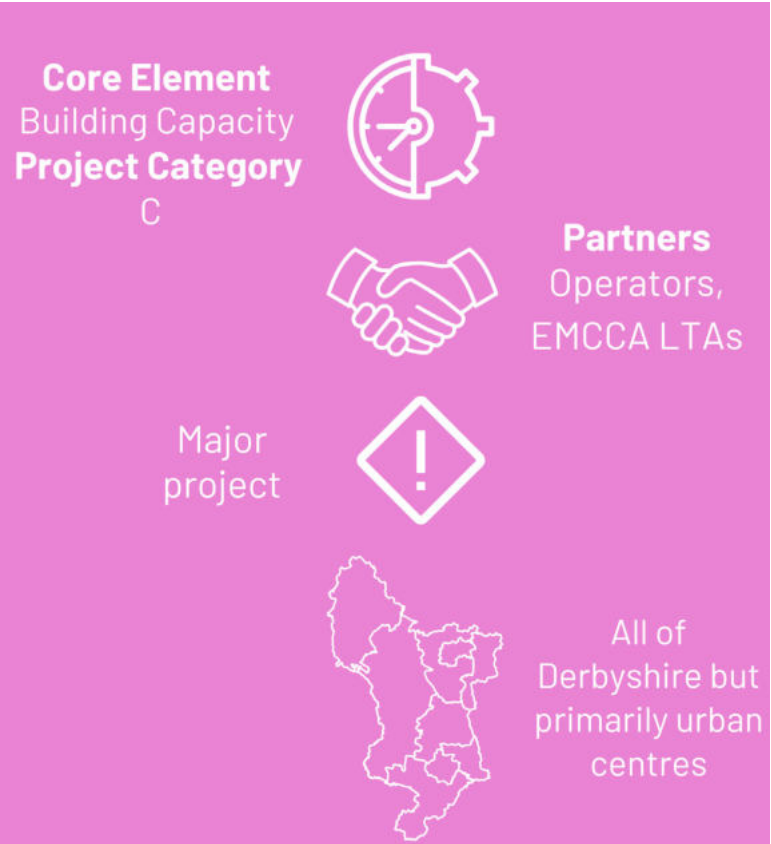 Core Element
Building Capacity
Project Category
C
Partners
Operators,
EMCCA LTAs
Major
project
!
All of
Derbyshire but
primarily urban
centres